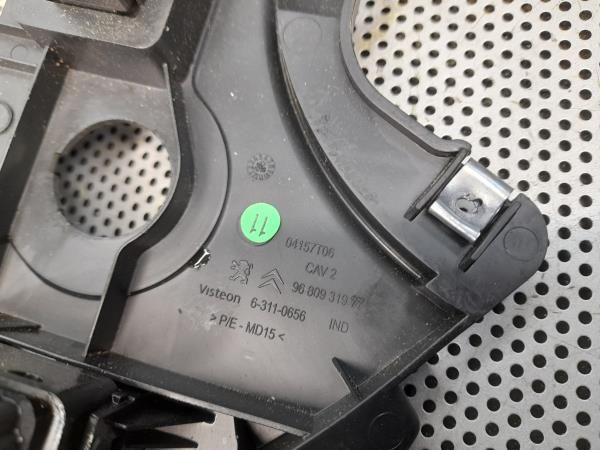 11
04157T06
CAV 2
96 809 319 77
Visteon 6-311-0656 IND
> P/E - MD15 <